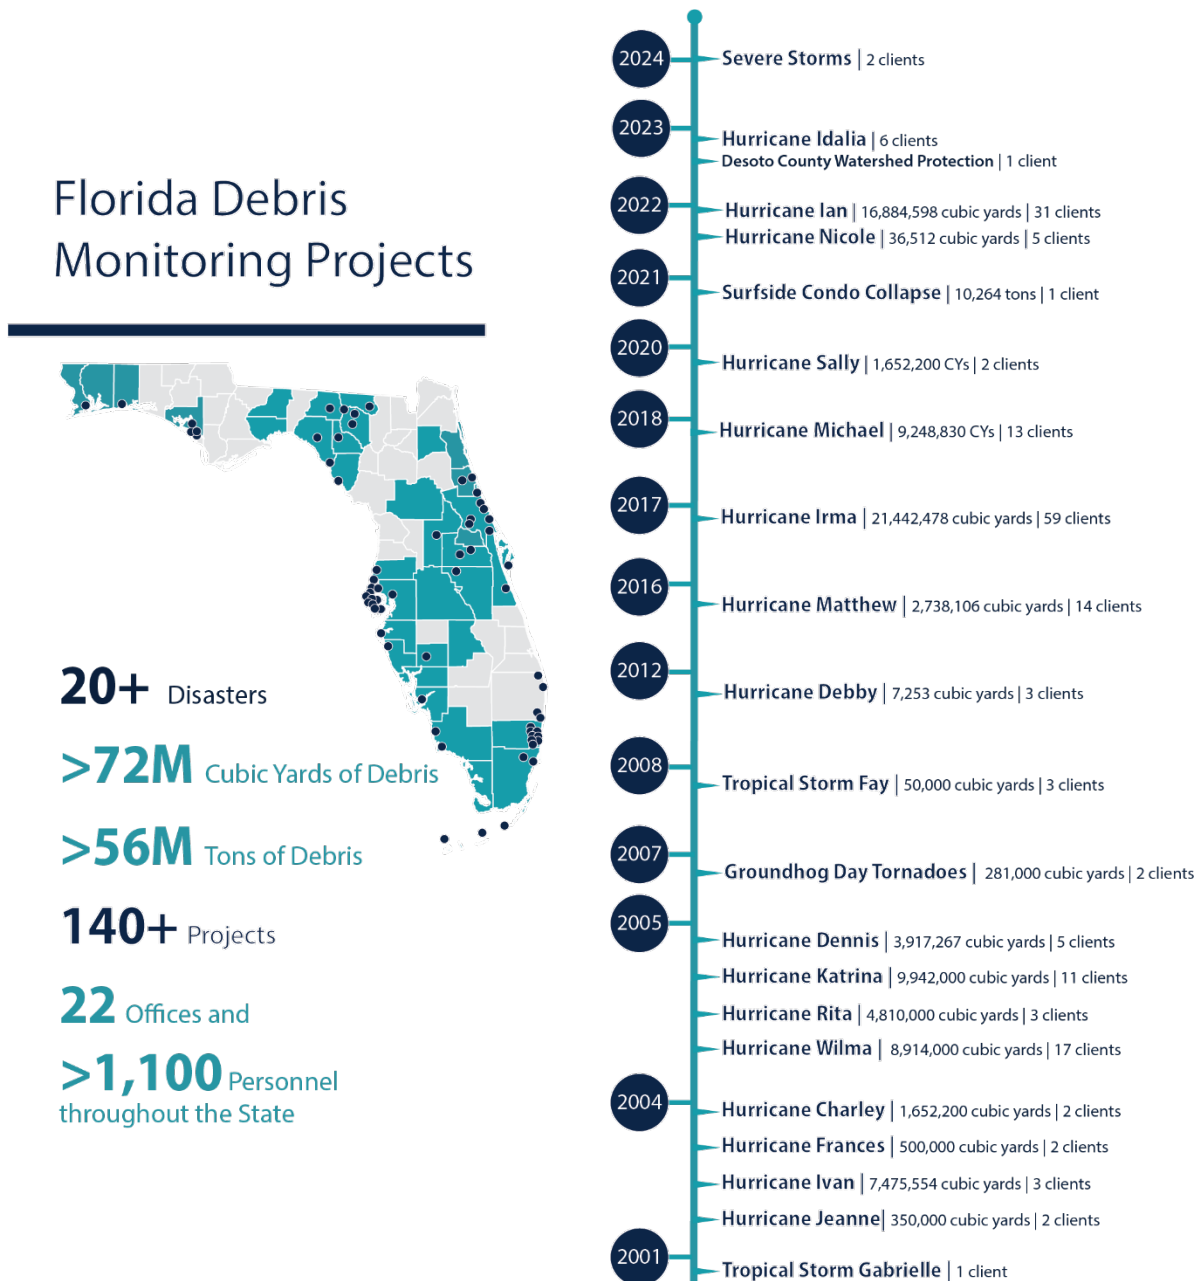 Florida Debris
Monitoring Projects
20+ Disasters
>72M Cubic Yards of Debris
>56M Tons of Debris
140+ Projects
22 Offices and
>1,100 Personnel
throughout the State
2024
Severe Storms | 2 clients
2023
Hurricane Idalia | 6 clients
Desoto County Watershed Protection | 1 client
2022
Hurricane Ian | 16,884,598 cubic yards | 31 clients
Hurricane Nicole | 36,512 cubic yards | 5 clients
2021
Surfside Condo Collapse | 10,264 tons | 1 client
2020
Hurricane Sally | 1,652,200 CYs | 2 clients
2018
Hurricane Michael | 9,248,830 CYs | 13 clients
2017
Hurricane Irma | 21,442,478 cubic yards | 59 clients
2016
Hurricane Matthew | 2,738,106 cubic yards | 14 clients
2012
Hurricane Debby | 7,253 cubic yards | 3 clients
2008
Tropical Storm Fay | 50,000 cubic yards | 3 clients
2007
Groundhog Day Tornadoes | 281,000 cubic yards | 2 clients
2005
Hurricane Dennis | 3,917,267 cubic yards | 5 clients
Hurricane Katrina | 9,942,000 cubic yards | 11 clients
Hurricane Rita | 4,810,000 cubic yards | 3 clients
Hurricane Wilma | 8,914,000 cubic yards | 17 clients
2004
Hurricane Charley | 1,652,200 cubic yards | 2 clients
Hurricane Frances | 500,000 cubic yards | 2 clients
Hurricane Ivan | 7,475,554 cubic yards | 3 clients
Hurricane Jeanne| 350,000 cubic yards | 2 clients
2001
Tropical Storm Gabrielle | 1 client